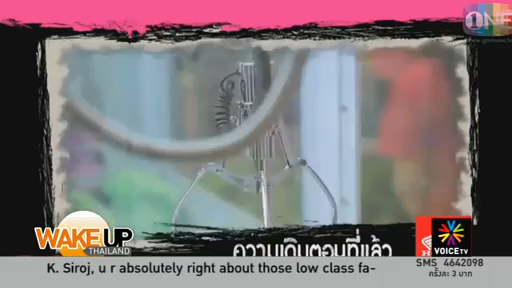 ONE
ความเดิมตอนที่แล้ว
WAKE UP
THAILAND
VOICE TV
K. Siroj, u r absolutely right about those low class fa-
SMS 4642098
ครั้งละ 3 บาท